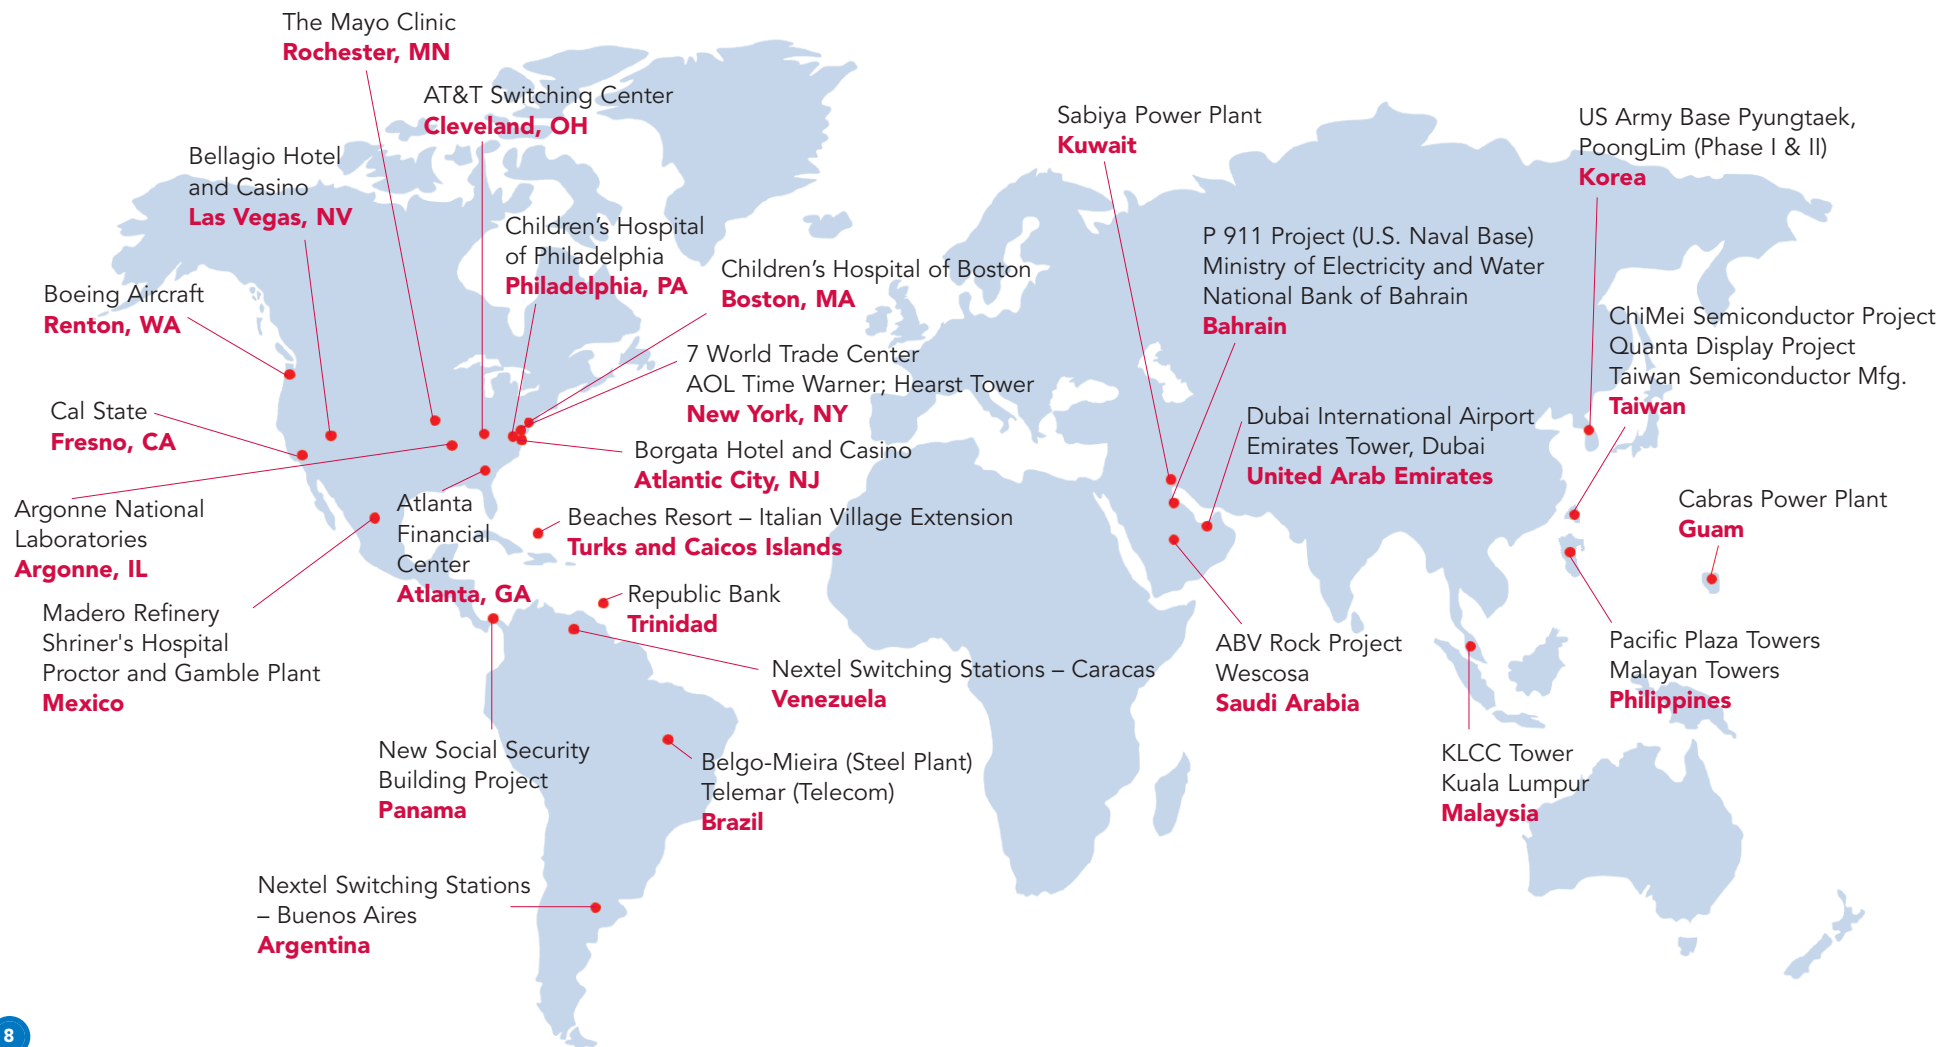 The Mayo Clinic
Rochester, MN
AT&T Switching Center
Cleveland, OH
Bellagio Hotel
and Casino
Las Vegas, NV
Children’s Hospital
of Philadelphia
Philadelphia, PA
Children’s Hospital of Boston
Boston, MA
Boeing Aircraft
Renton, WA
7 World Trade Center
AOL Time Warner; Hearst Tower
New York, NY
Cal State
Fresno, CA
Borgata Hotel and Casino
Atlantic City, NJ
Argonne National
Laboratories
Argonne, IL
Atlanta
Financial
Center
Atlanta, GA
Beaches Resort – Italian Village Extension
Turks and Caicos Islands
Madero Refinery
Shriner's Hospital
Proctor and Gamble Plant
Mexico
Republic Bank
Trinidad
Nextel Switching Stations – Caracas
Venezuela
New Social Security
Building Project
Panama
Belgo-Mieira (Steel Plant)
Telemar (Telecom)
Brazil
Nextel Switching Stations
– Buenos Aires
Argentina
Sabiya Power Plant
Kuwait
US Army Base Pyungtaek,
PoongLim (Phase I & II)
Korea
P 911 Project (U.S. Naval Base)
Ministry of Electricity and Water
National Bank of Bahrain
Bahrain
ChiMei Semiconductor Project
Quanta Display Project
Taiwan Semiconductor Mfg.
Taiwan
Dubai International Airport
Emirates Tower, Dubai
United Arab Emirates
Cabras Power Plant
Guam
ABV Rock Project
Wescosa
Saudi Arabia
Pacific Plaza Towers
Malayan Towers
Philippines
KLCC Tower
Kuala Lumpur
Malaysia
8